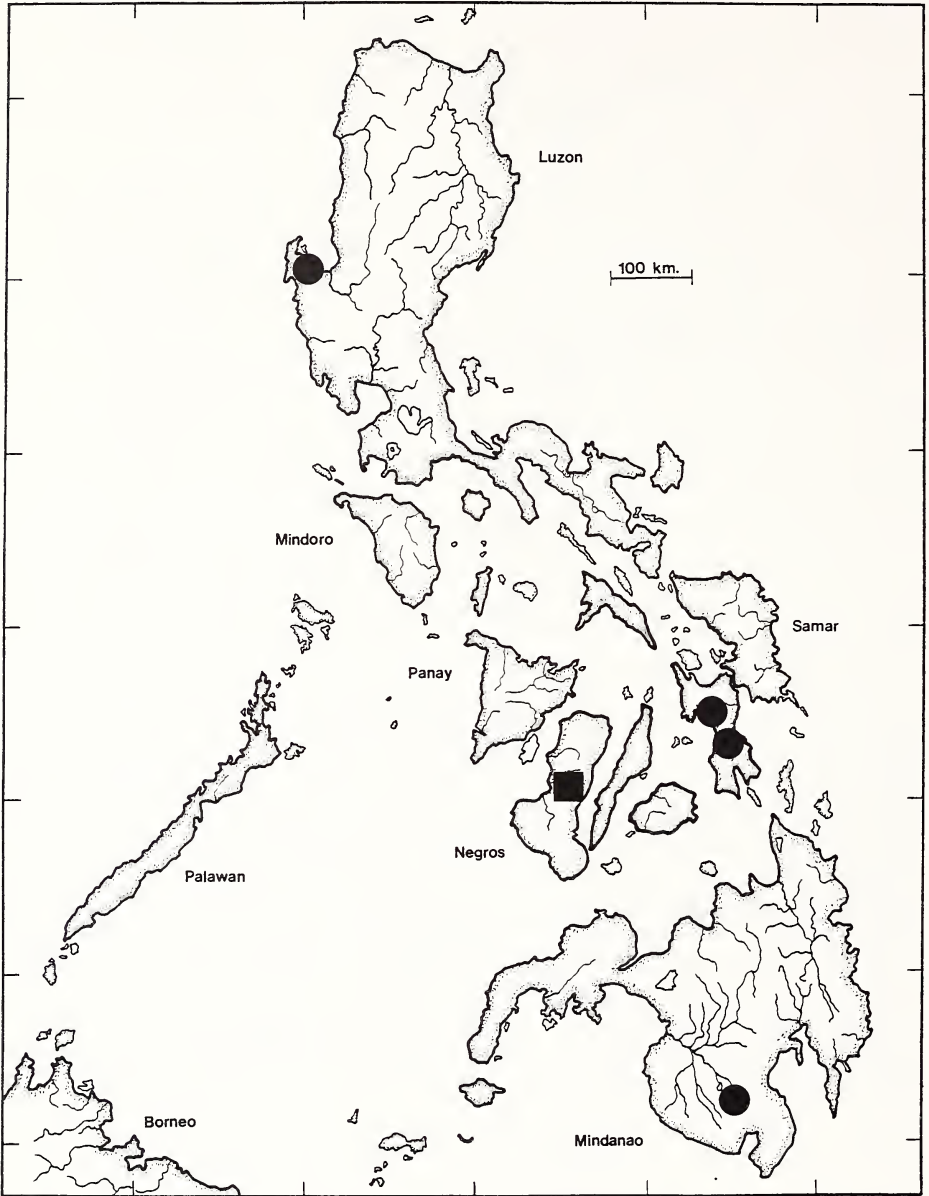 Luzon
100 km.
Mindoro
Samar
Panay
Negros
Palawan
Borneo
Mindanao